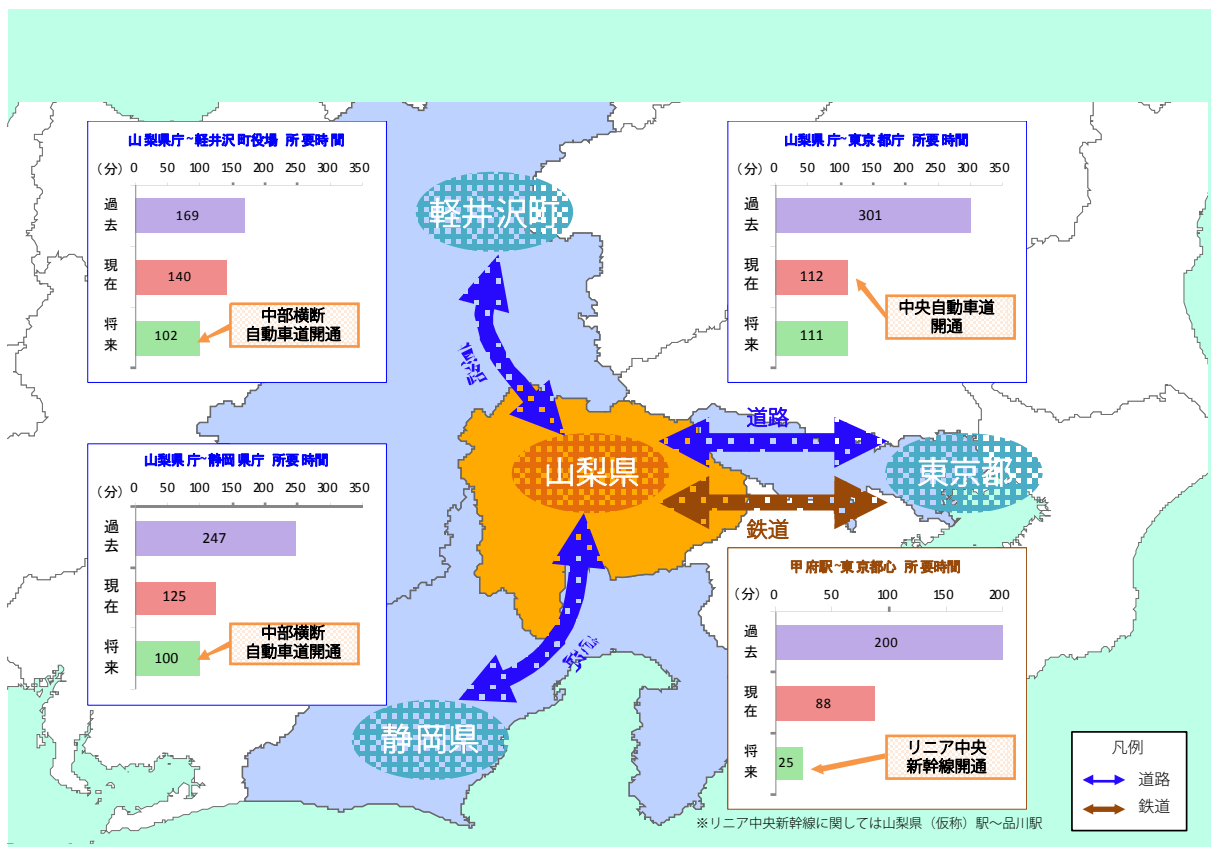 山梨県庁~軽井沢町役場 所要時間
(分) 0 50 100 150 200 250 300 350
過去 169
現在 140
将来 102
中部横断
自動車道開通
山梨県庁~東京都庁 所要時間
(分) 0 50 100 150 200 250 300 350
過去 301
現在 112
将来 111
中央自動車道
開通
軽井沢町
道路
山梨県
東京都
鉄道
山梨県庁~静岡県庁 所要時間
(分) 0 50 100 150 200 250 300 350
過去 247
現在 125
将来 100
中部横断
自動車道開通
静岡県
甲府駅~東京都心 所要時間
(分) 0 50 100 150 200
過去 200
現在 88
将来 25
リニア中央
新幹線開通
※リニア中央新幹線に関しては山梨県(仮称)駅~品川駅
凡例
道路
鉄道